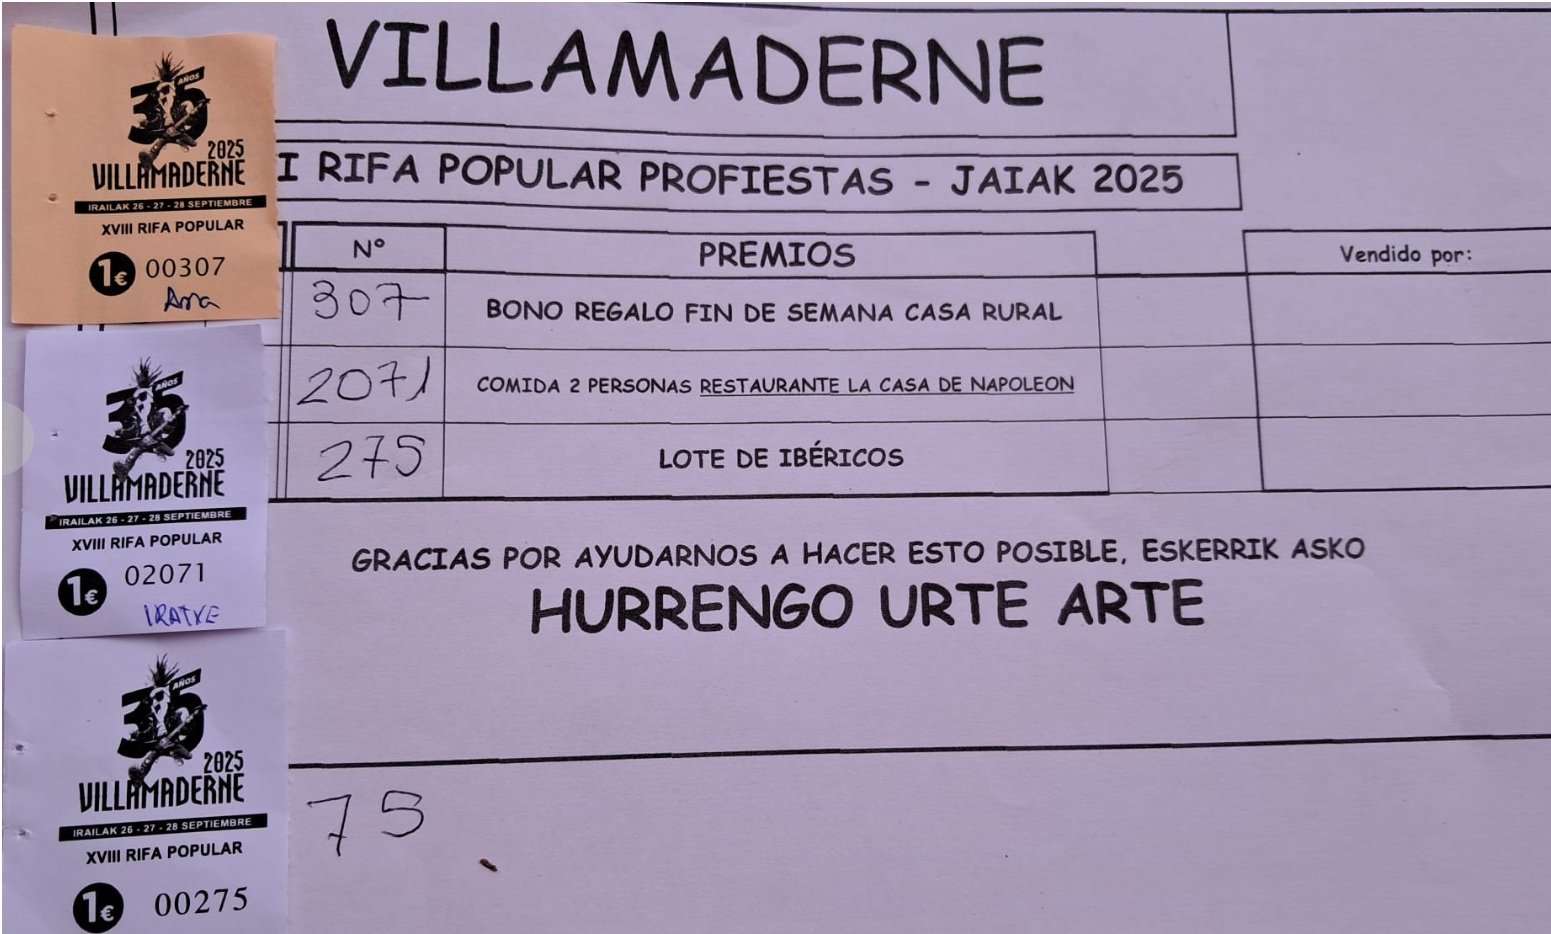 VILLAMADERNE
I RIFA POPULAR PROFIESTAS - JAIAK 2025
Nº PREMIOS Vendido por:
307 BONO REGALO FIN DE SEMANA CASA RURAL
2071 COMIDA 2 PERSONAS RESTAURANTE LA CASA DE NAPOLEON
275 LOTE DE IBÉRICOS
GRACIAS POR AYUDARNOS A HACER ESTO POSIBLE, ESKERRIK ASKO
HURRENGO URTE ARTE
75
35 AÑOS
2025
VILLAMADERNE
IRAILAK 26 - 27 - 28 SEPTIEMBRE
XVIII RIFA POPULAR
1€ 00307
Ana
35 AÑOS
2025
VILLAMADERNE
IRAILAK 26 - 27 - 28 SEPTIEMBRE
XVIII RIFA POPULAR
1€ 02071
IRATXE
35 AÑOS
2025
VILLAMADERNE
IRAILAK 26 - 27 - 28 SEPTIEMBRE
XVIII RIFA POPULAR
1€ 00275